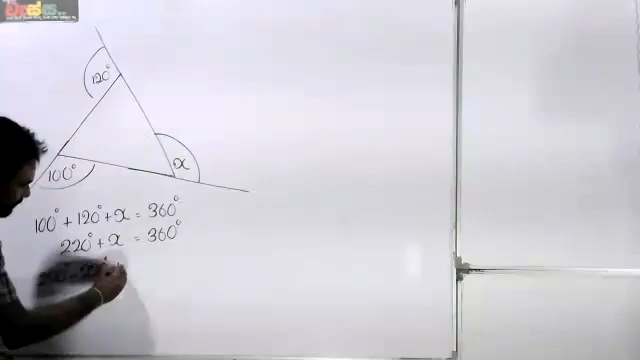 120°
x
100°
100° + 120° + x = 360°
220° + x = 360°